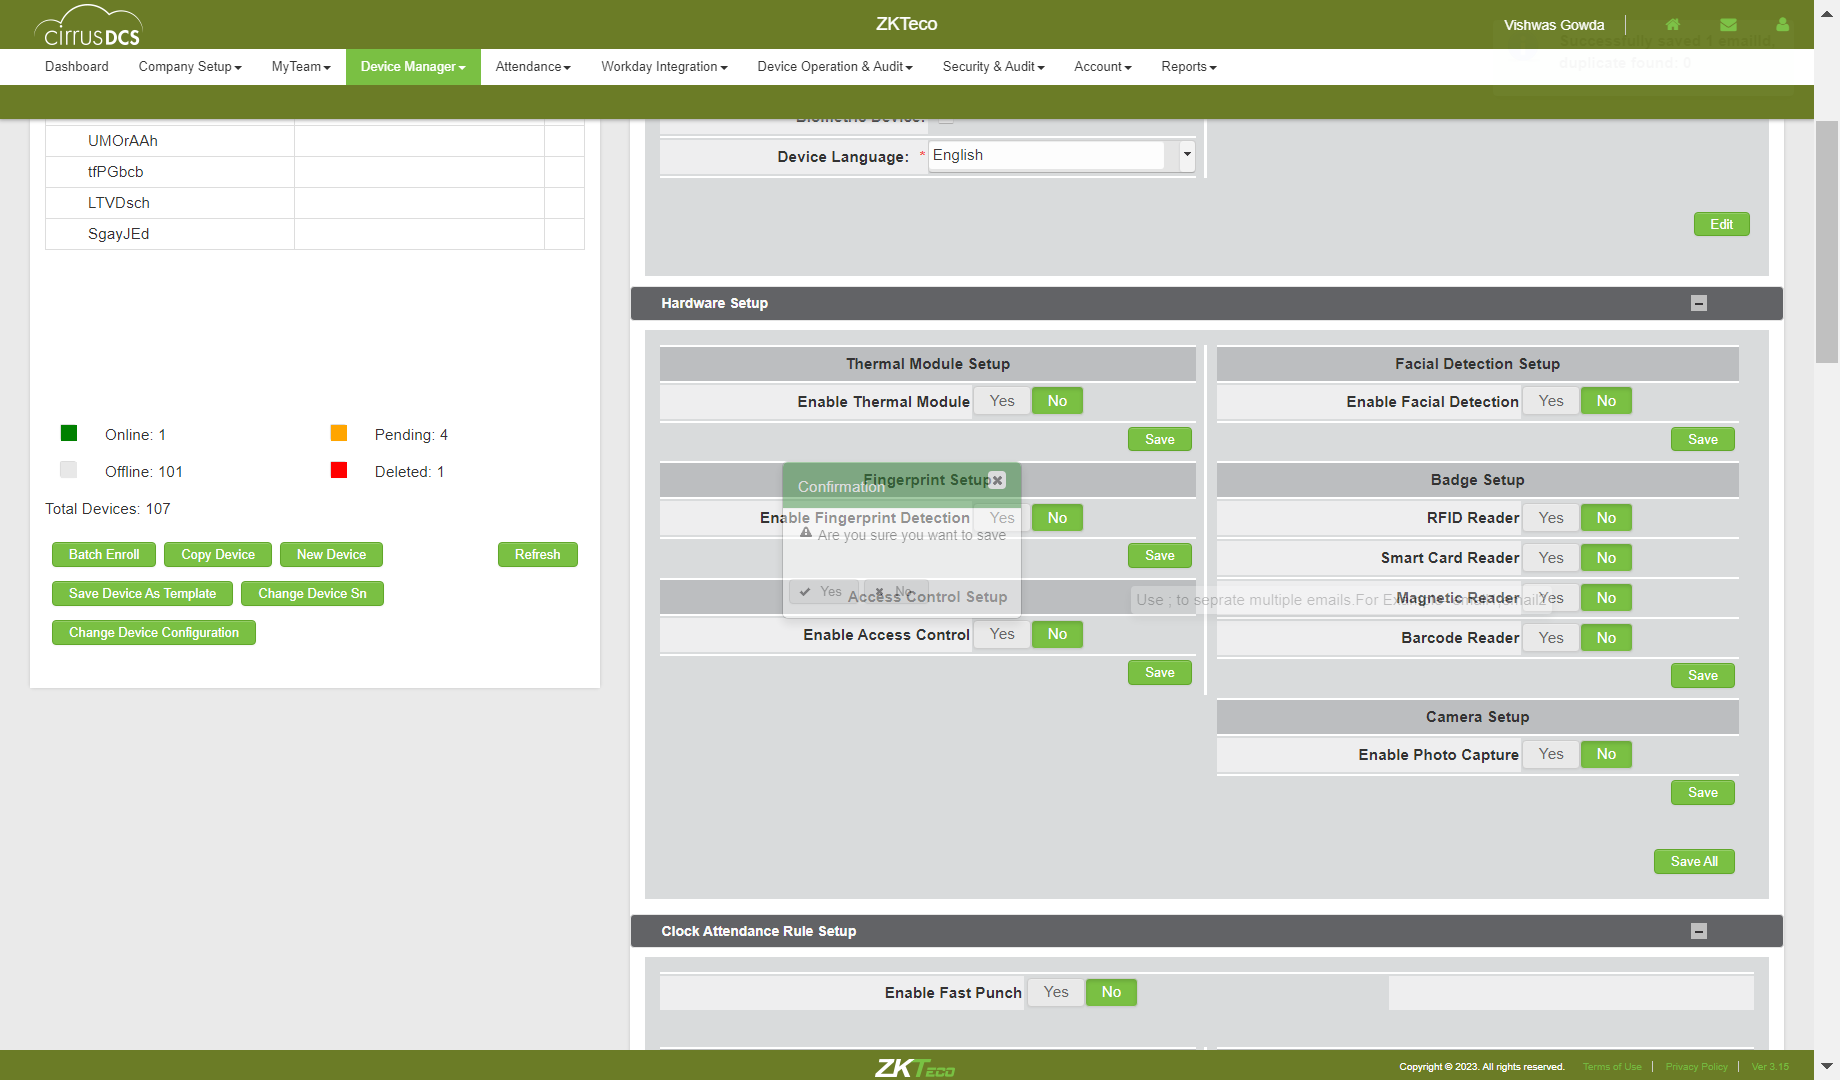 cirrusDCS
ZKTeco
Vishwas Gowda
Successfully saved 1 emailid,
duplicate found: 0
Dashboard
Company Setup
MyTeam
Device Manager
Attendance
Workday Integration
Device Operation & Audit
Security & Audit
Account
Reports
UMOrAAh
tfPGbcb
LTVDsch
SgayJEd
Online: 1
Pending: 4
Offline: 101
Deleted: 1
Total Devices: 107
Batch Enroll
Copy Device
New Device
Refresh
Save Device As Template
Change Device Sn
Change Device Configuration
Biometric Device:
Device Language: * English
Edit
Hardware Setup
Thermal Module Setup
Enable Thermal Module Yes No
Save
Fingerprint Setup
Enable Fingerprint Detection Yes No
Save
Access Control Setup
Enable Access Control Yes No
Save
Confirmation
Are you sure you want to save
Yes No
Facial Detection Setup
Enable Facial Detection Yes No
Save
Badge Setup
RFID Reader Yes No
Smart Card Reader Yes No
Magnetic Reader Yes No
Use ; to seprate multiple emails.For
Barcode Reader Yes No
Save
Camera Setup
Enable Photo Capture Yes No
Save
Save All
Clock Attendance Rule Setup
Enable Fast Punch Yes No
ZKTeco
Copyright © 2023. All rights reserved.
Terms of Use
Privacy Policy
Ver 3.15